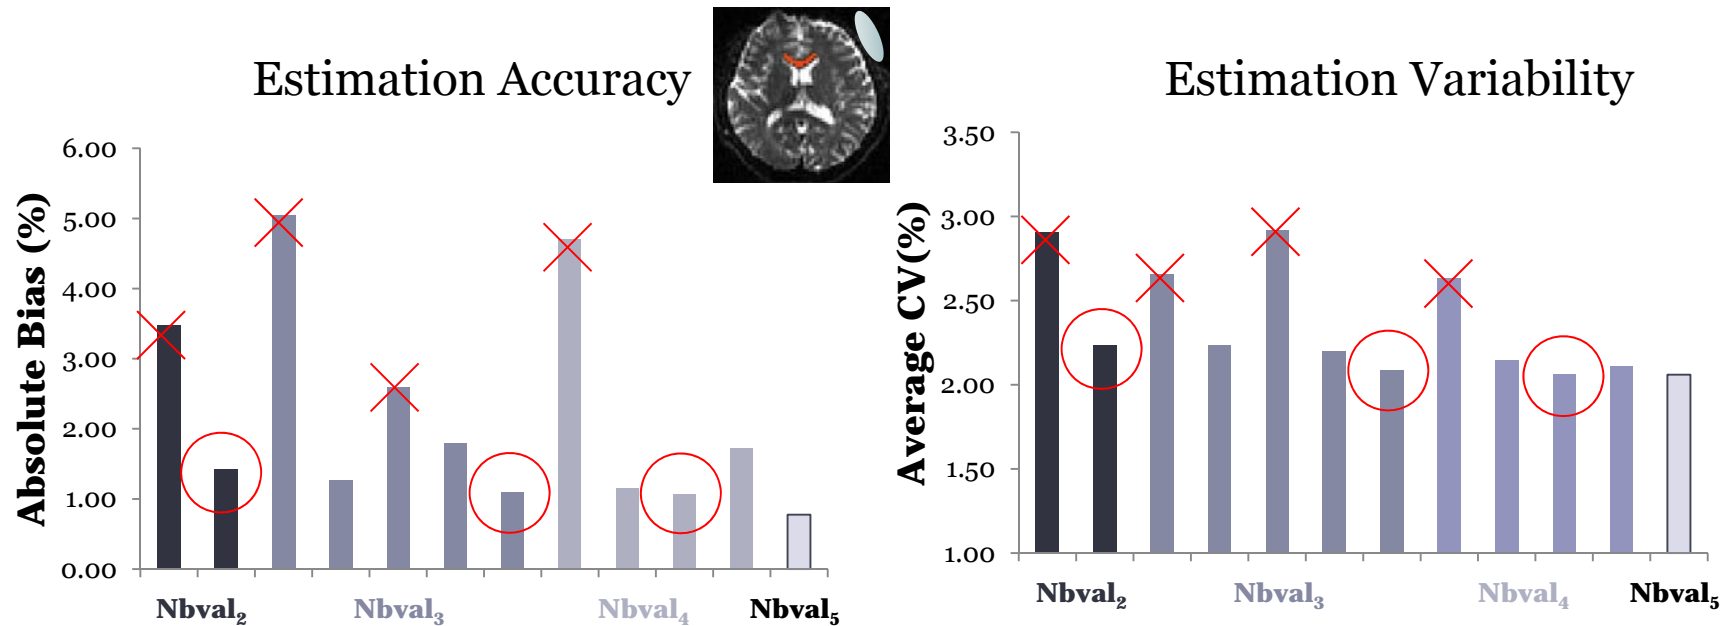 Estimation Accuracy
Absolute Bias (%)
6.00
5.00
4.00
3.00
2.00
1.00
0.00
Nbval₂ Nbval₃ Nbval₄ Nbval₅
Estimation Variability
Average CV(%)
3.50
3.00
2.50
2.00
1.50
1.00
Nbval₂ Nbval₃ Nbval₄ Nbval₅